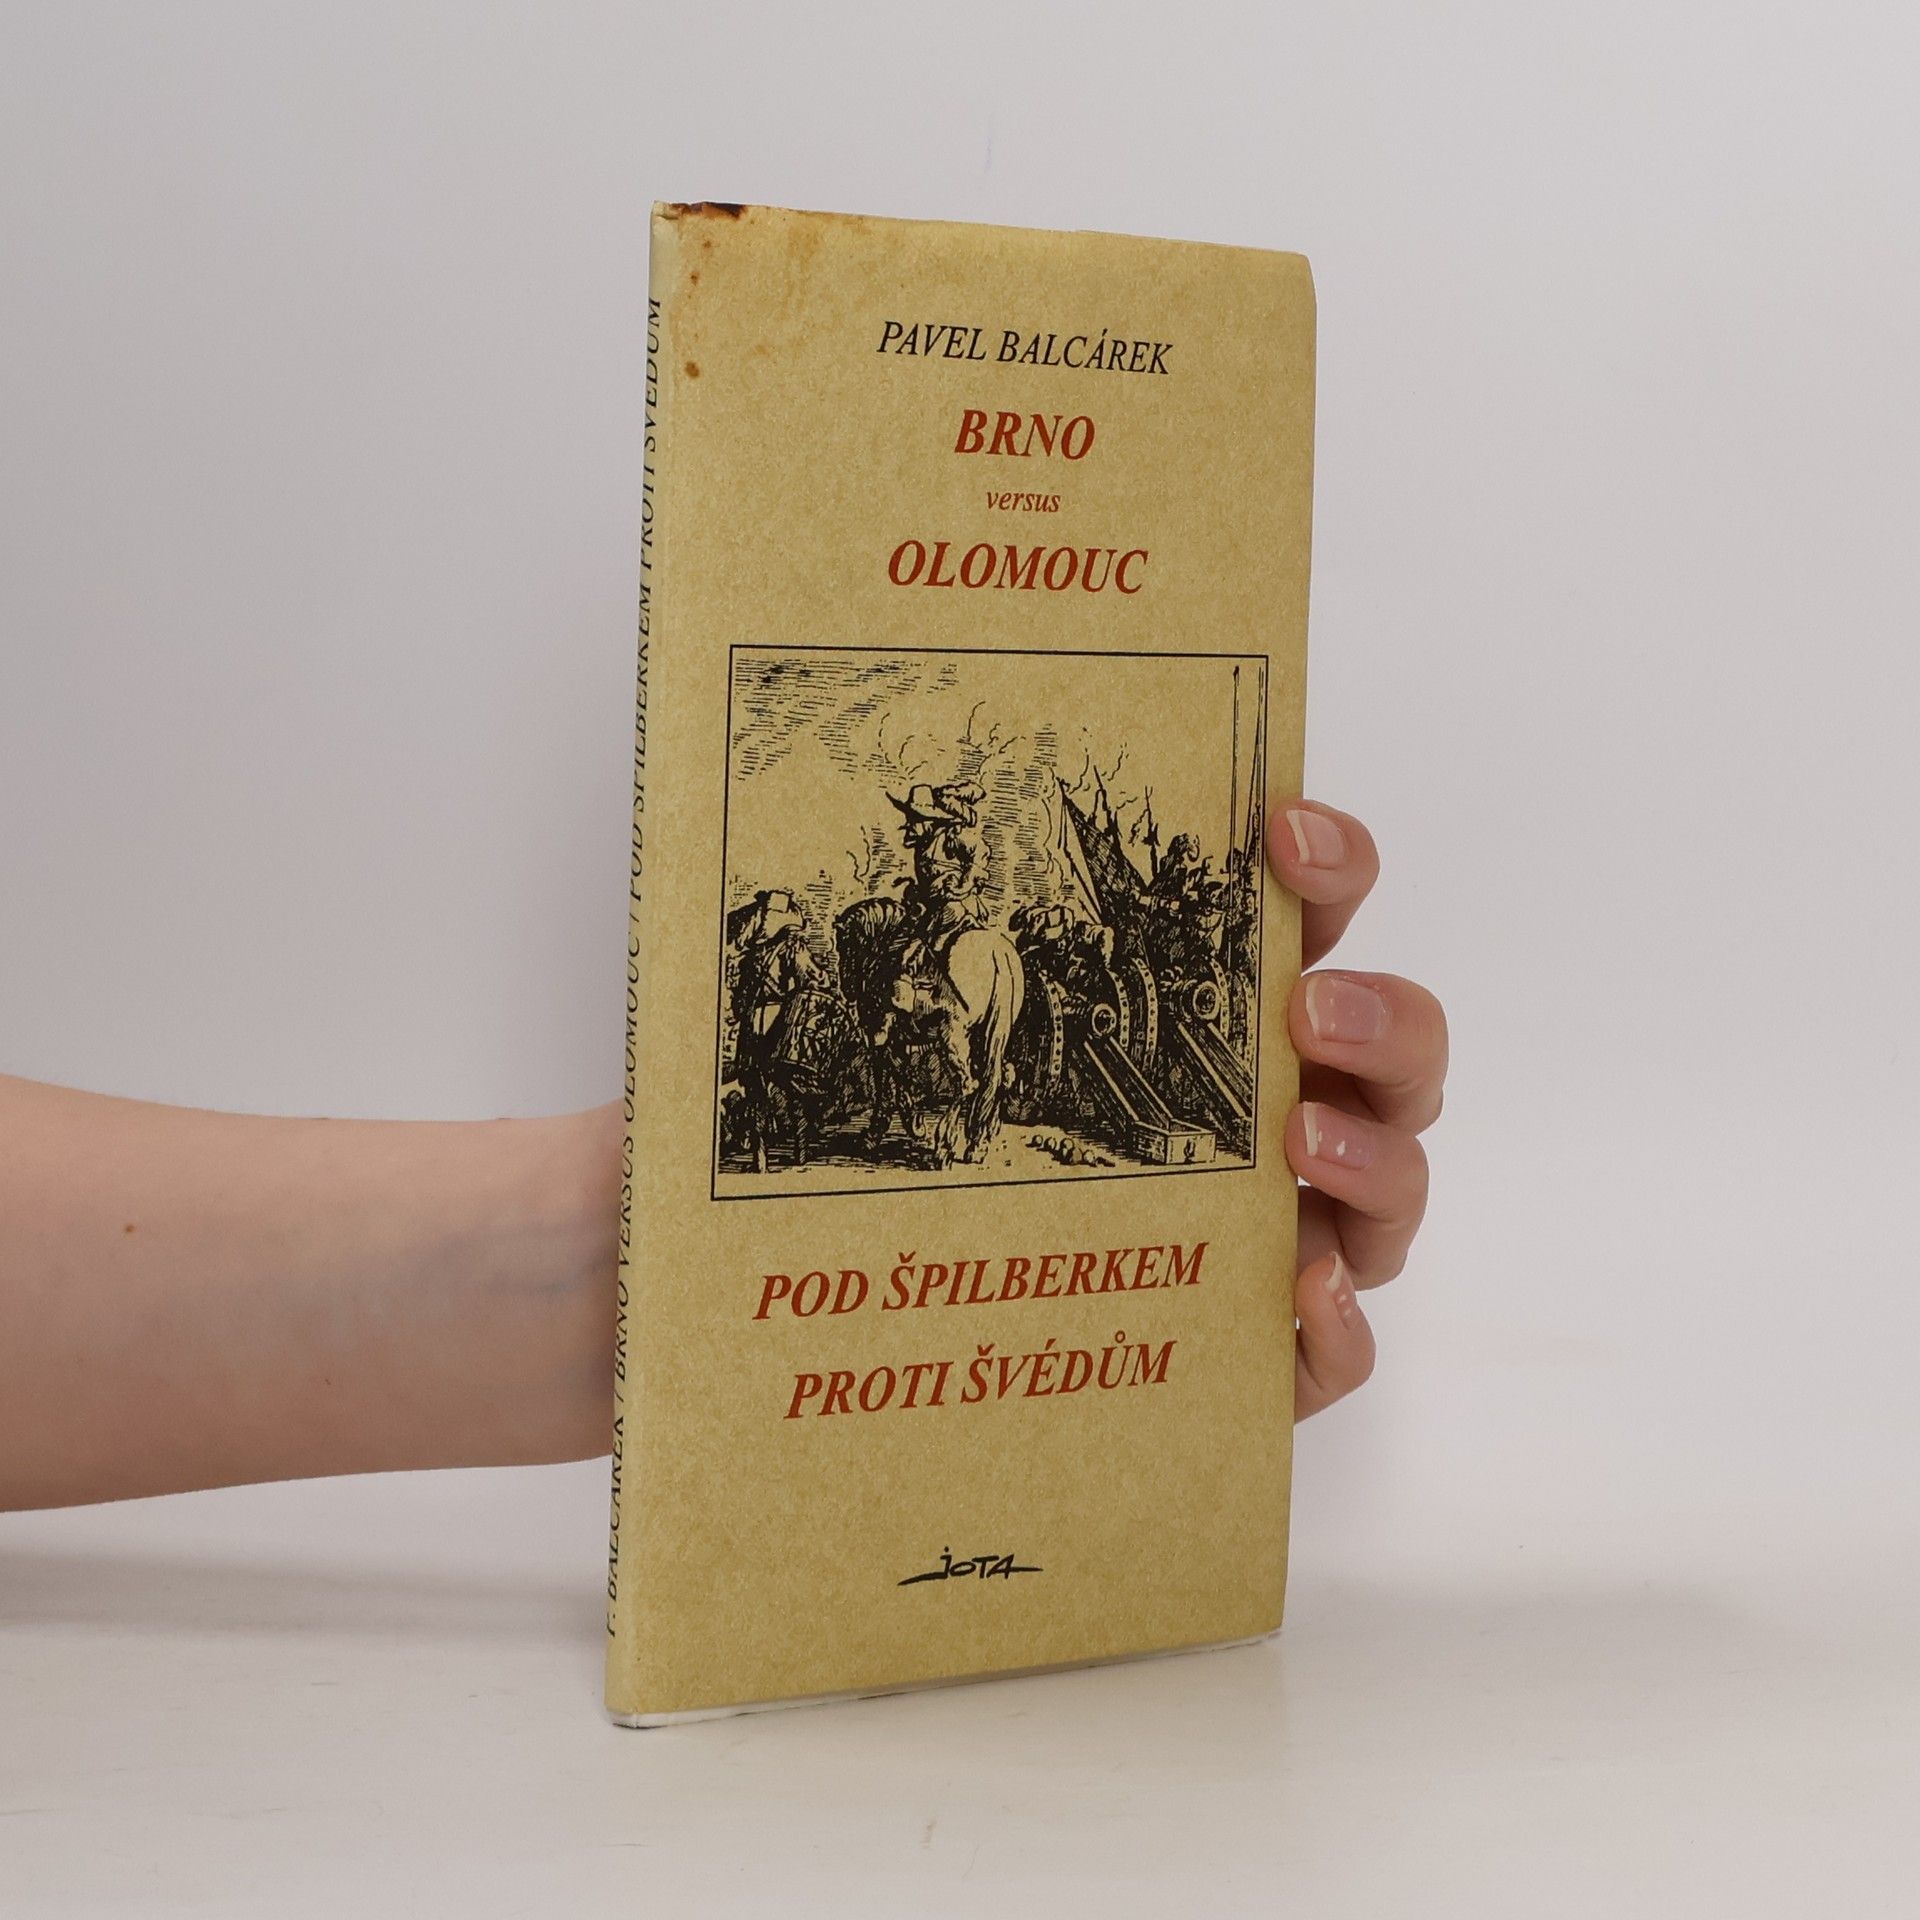 PAVEL BALCÁREK
BRNO
versus
OLOMOUC
POD ŠPILBERKEM
PROTI ŠVÉDŮM
JOTA
P. BALCÁREK / BRNO VERSUS OLOMOUC / POD ŠPILBERKEM PROTI ŠVÉDŮM